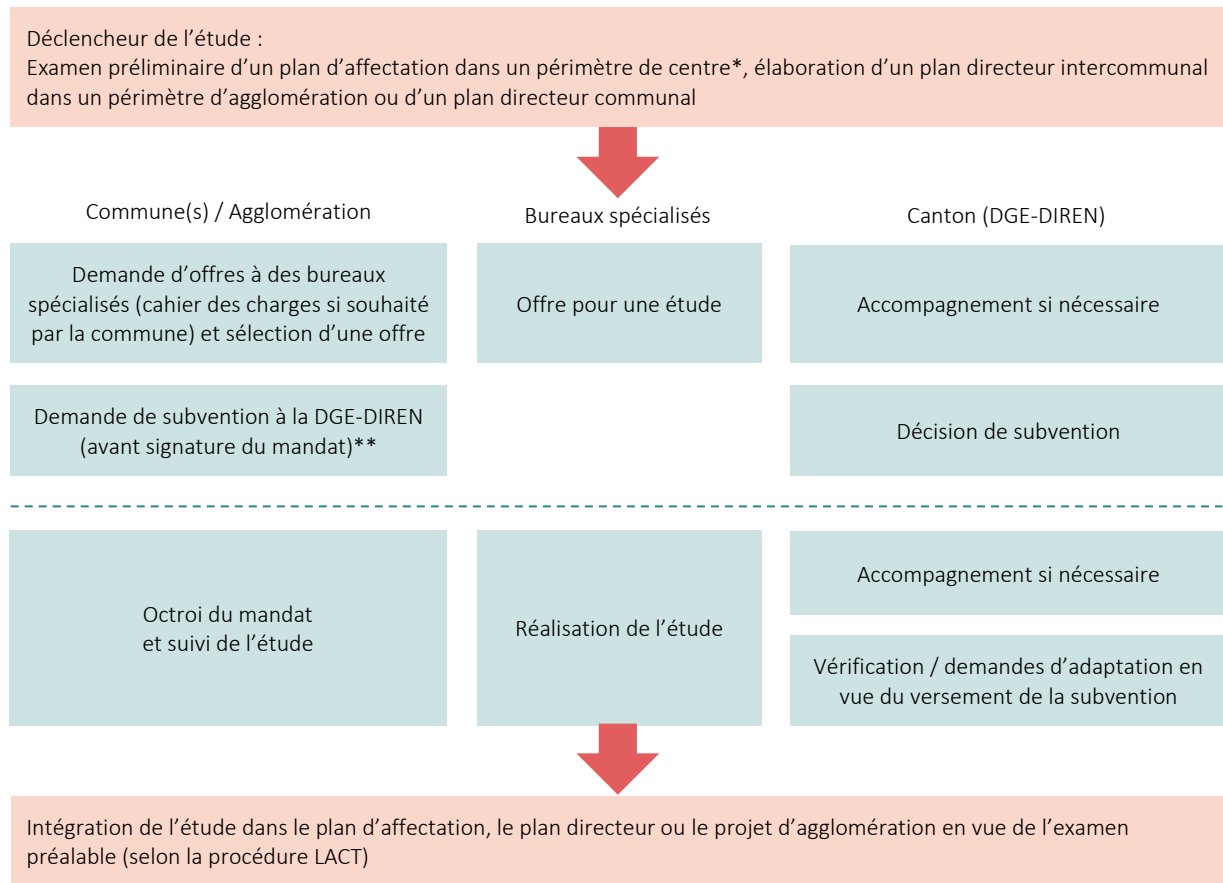 Déclencheur de l’étude :
Examen préliminaire d’un plan d’affectation dans un périmètre de centre*, élaboration d’un plan directeur intercommunal
dans un périmètre d’agglomération ou d’un plan directeur communal
Commune(s) / Agglomération
Bureaux spécialisés
Canton (DGE-DIREN)
Demande d’offres à des bureaux
spécialisés (cahier des charges si souhaité
par la commune) et sélection d’une offre
Offre pour une étude
Accompagnement si nécessaire
Demande de subvention à la DGE-DIREN
(avant signature du mandat)**
Décision de subvention
Octroi du mandat
et suivi de l’étude
Réalisation de l’étude
Accompagnement si nécessaire
Vérification / demandes d’adaptation en
vue du versement de la subvention
Intégration de l’étude dans le plan d’affectation, le plan directeur ou le projet d’agglomération en vue de l’examen
préalable (selon la procédure LACT)